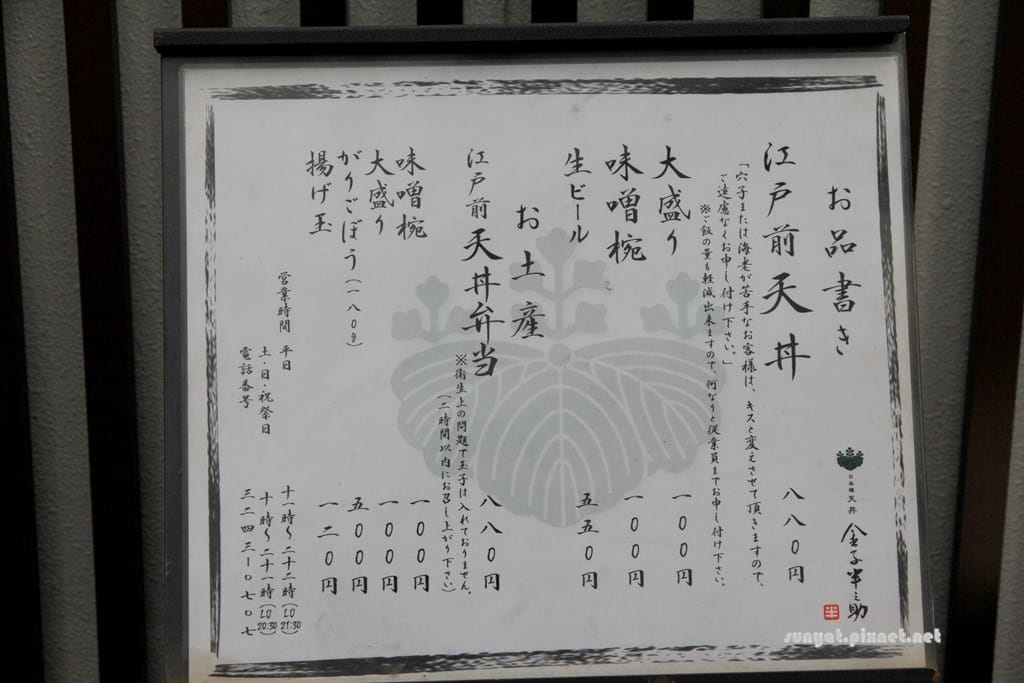 お品書き
日本橋 天丼 金子半之助
半
江戸前天丼 八八〇円
「穴子または海老が苦手なお客様は、キスと変えさせて頂きますので、
ご遠慮なくお申し付け下さい。」
※ご飯の量も軽減出来ますので、何なりと従業員までお申し付け下さい。
大盛り 一〇〇円
味噌椀 一〇〇円
生ビール 五五〇円
お土産
江戸前天丼弁当 八八〇円
※衛生上の問題で玉子は入れておりません。
(二時間以内にお召し上がり下さい)
味噌椀 一〇〇円
大盛り 一〇〇円
がりごぼう(一八〇g) 五〇〇円
揚げ玉 一二〇円
営業時間 平日 十一時~二十二時(LO 21:30)
土・日・祝祭日 十時~二十一時(LO 20:30)
電話番号 三二四三-〇七〇七
sunyat.pixnet.net